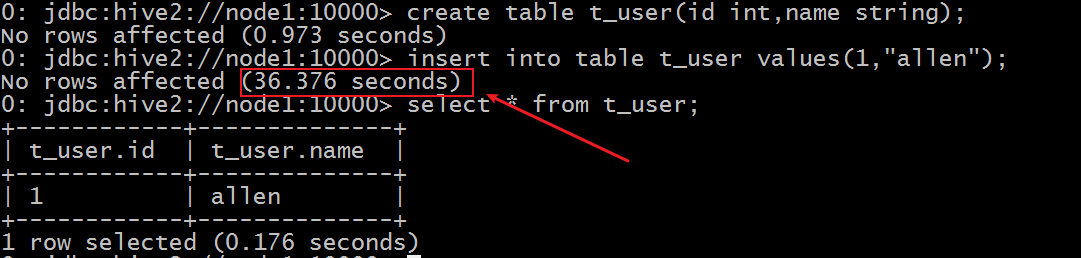 0: jdbc:hive2://node1:10000> create table t_user(id int,name string);
No rows affected (0.973 seconds)
0: jdbc:hive2://node1:10000> insert into table t_user values(1,"allen");
No rows affected (36.376 seconds)
0: jdbc:hive2://node1:10000> select * from t_user;
+------------+--------------+
| t_user.id  | t_user.name  |
+------------+--------------+
| 1          | allen        |
+------------+--------------+
1 row selected (0.176 seconds)